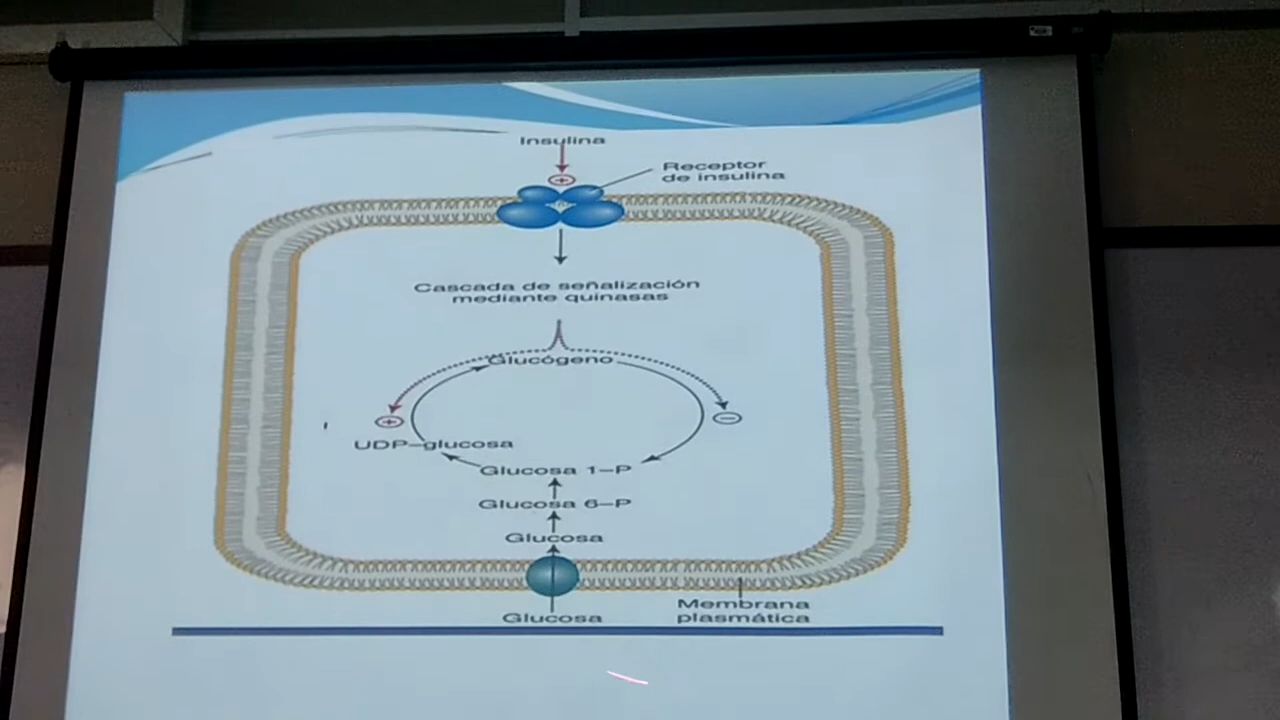 Insulina
+
Receptor
de insulina
Cascada de señalización
mediante quinasas
Glucógeno
+
−
UDP–glucosa
Glucosa 1–P
Glucosa 6–P
Glucosa
Glucosa
Membrana
plasmática